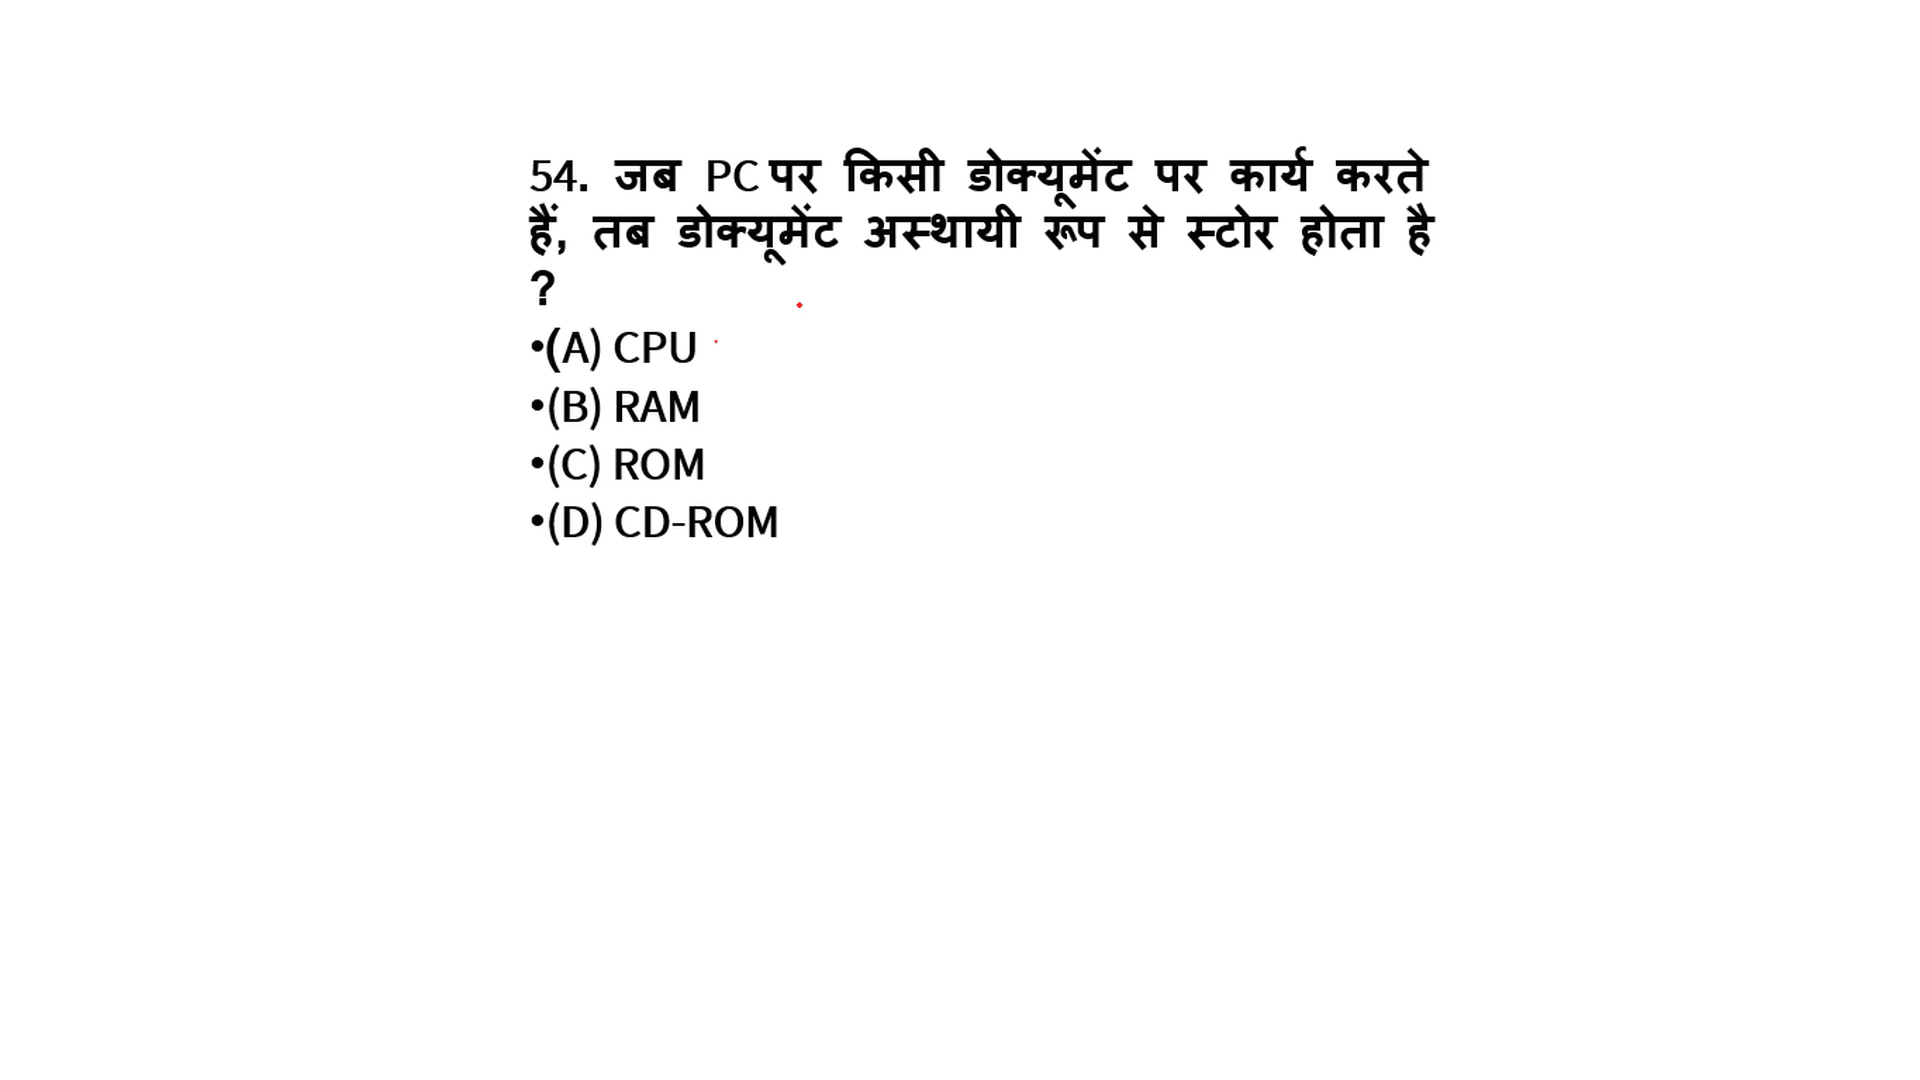 54. जब PC पर किसी डोक्यूमेंट पर कार्य करते
हैं, तब डोक्यूमेंट अस्थायी रूप से स्टोर होता है
?
•(A) CPU
•(B) RAM
•(C) ROM
•(D) CD-ROM